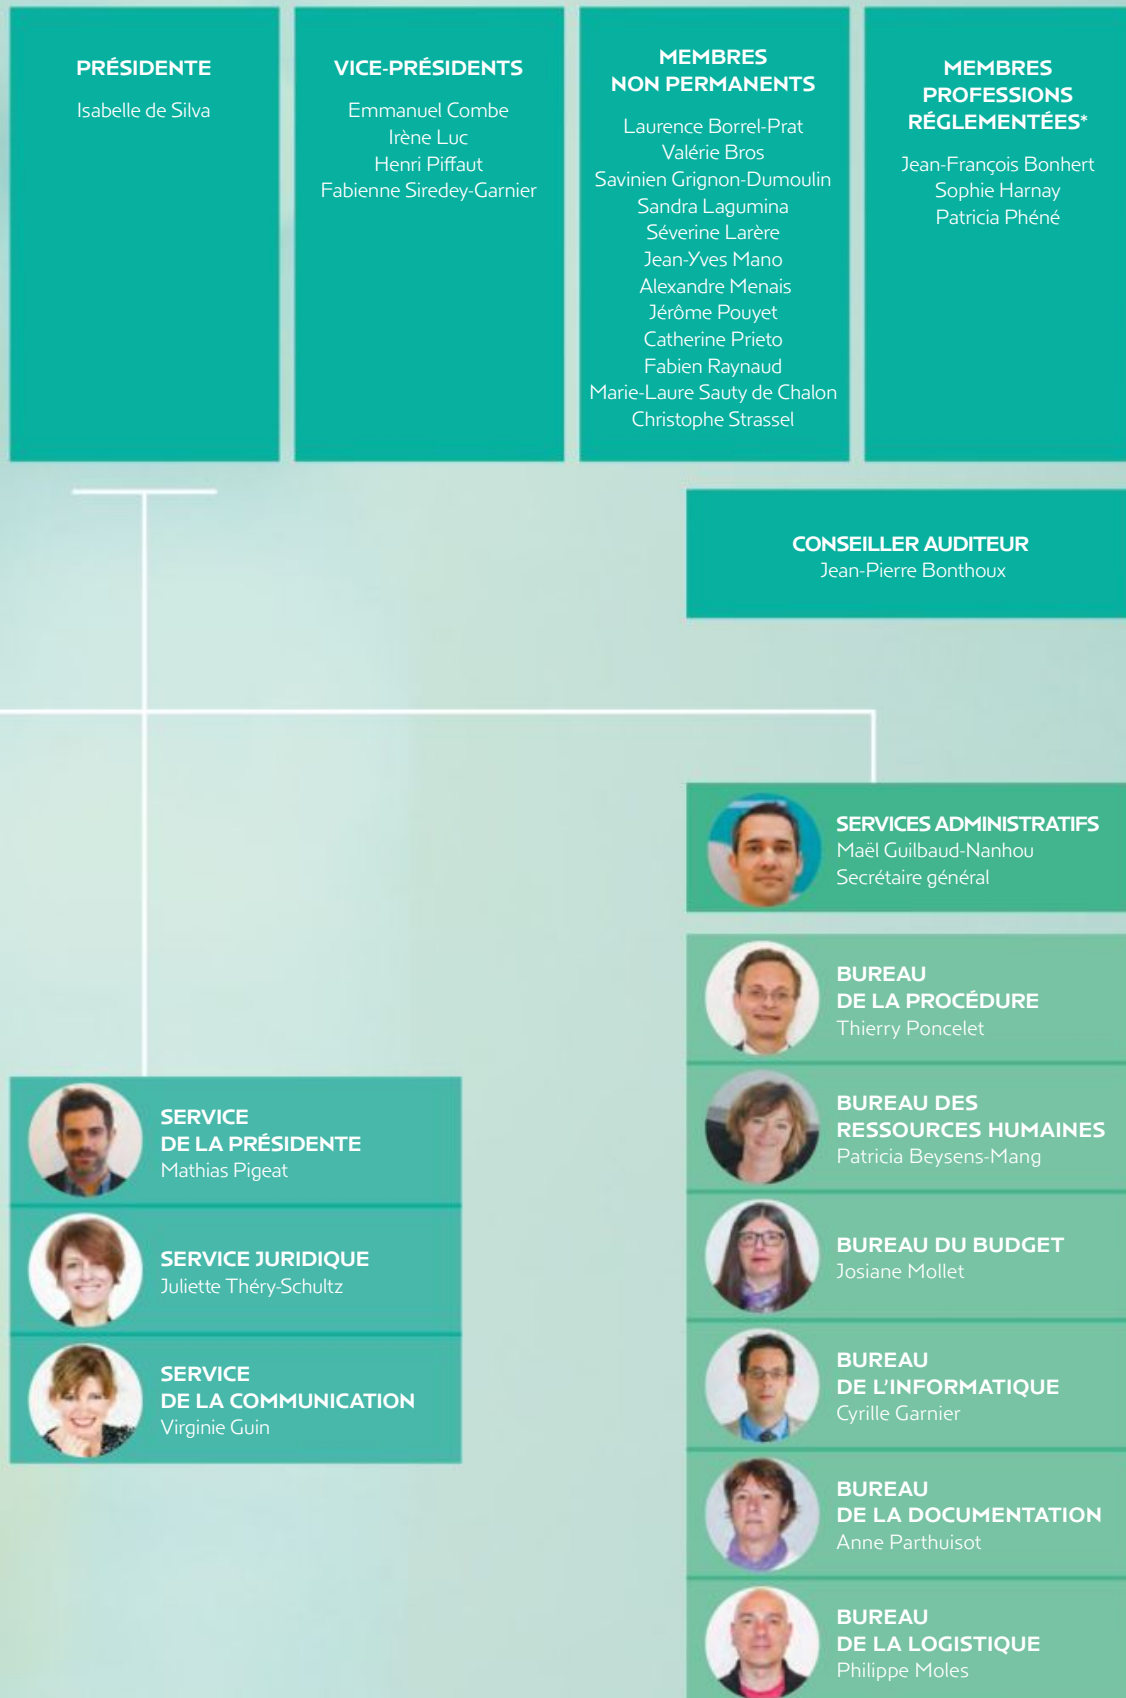 PRÉSIDENTE
Isabelle de Silva
VICE-PRÉSIDENTS
Emmanuel Combe
Irène Luc
Henri Piffaut
Fabienne Siredey-Garnier
MEMBRES
NON PERMANENTS
Laurence Borrel-Prat
Valérie Bros
Savinien Grignon-Dumoulin
Sandra Lagumina
Séverine Larère
Jean-Yves Mano
Alexandre Menais
Jérôme Pouyet
Catherine Prieto
Fabien Raynaud
Marie-Laure Sauty de Chalon
Christophe Strassel
MEMBRES
PROFESSIONS
RÉGLEMENTÉES*
Jean-François Bonhert
Sophie Harnay
Patricia Phéné
CONSEILLER AUDITEUR
Jean-Pierre Bonthoux
SERVICES ADMINISTRATIFS
Maël Guilbaud-Nanhou
Secrétaire général
BUREAU
DE LA PROCÉDURE
Thierry Poncelet
BUREAU DES
RESSOURCES HUMAINES
Patricia Beysens-Mang
BUREAU DU BUDGET
Josiane Mollet
BUREAU
DE L'INFORMATIQUE
Cyrille Garnier
BUREAU
DE LA DOCUMENTATION
Anne Parthuisot
BUREAU
DE LA LOGISTIQUE
Philippe Moles
SERVICE
DE LA PRÉSIDENTE
Mathias Pigeat
SERVICE JURIDIQUE
Juliette Théry-Schultz
SERVICE
DE LA COMMUNICATION
Virginie Guin